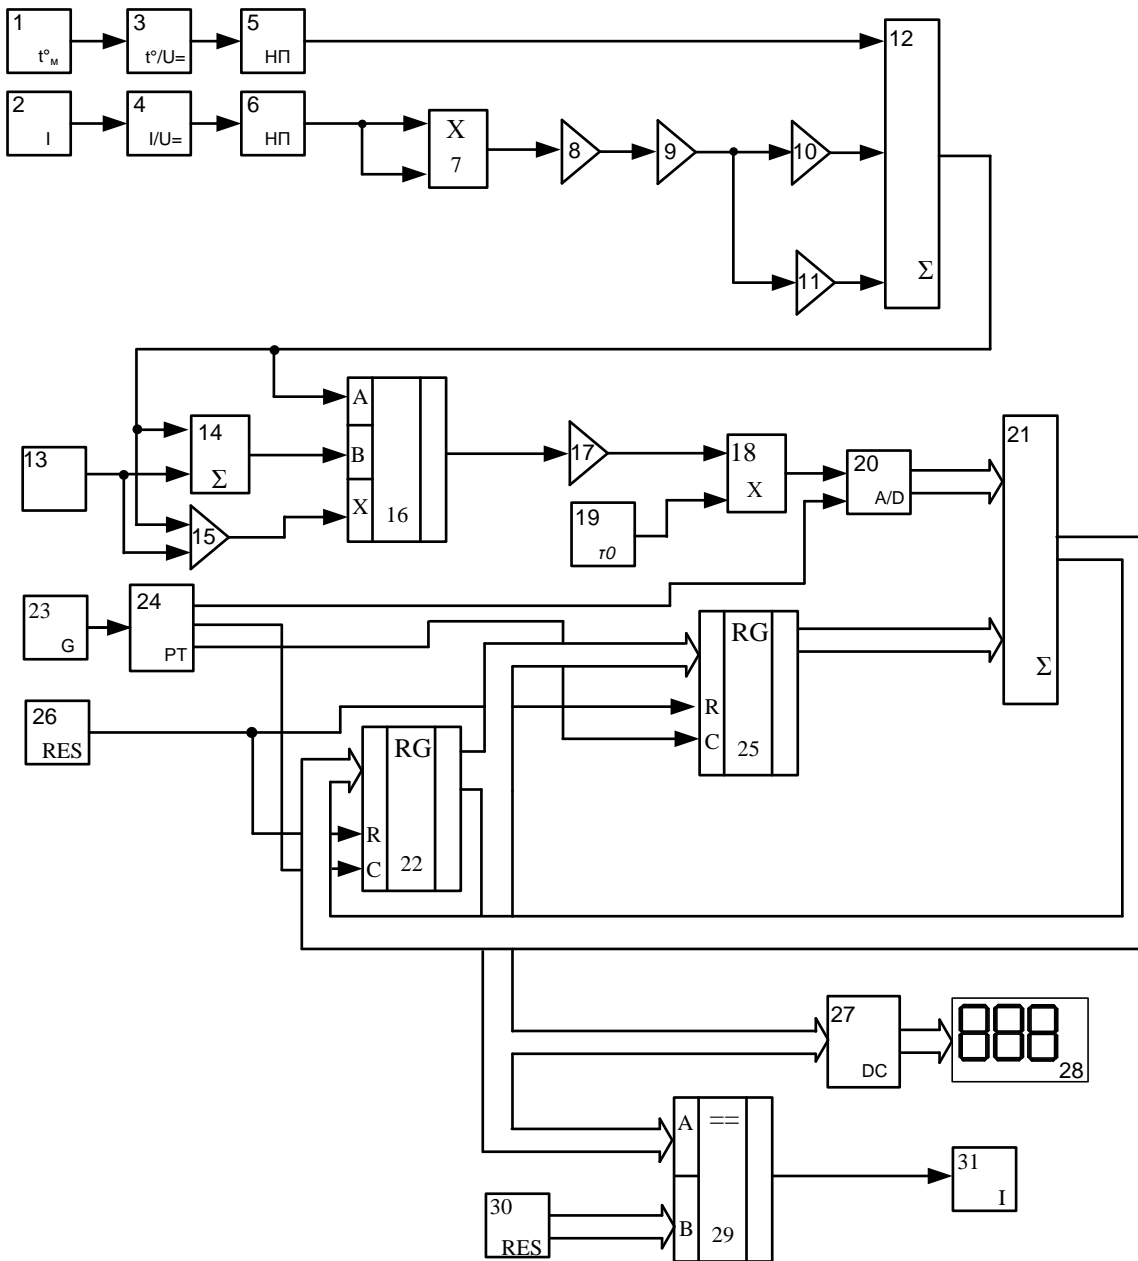 1
t°м
3
t°/U=
5
НП
12
Σ
2
I
4
I/U=
6
НП
X
7
8
9
10
11
13
14
Σ
15
A
B
X
16
17
18
X
19
τ0
20
A/D
21
Σ
23
G
24
РТ
RG
R
C
25
26
RES
RG
R
C
22
27
DC
28
A
==
B
29
30
RES
31
I